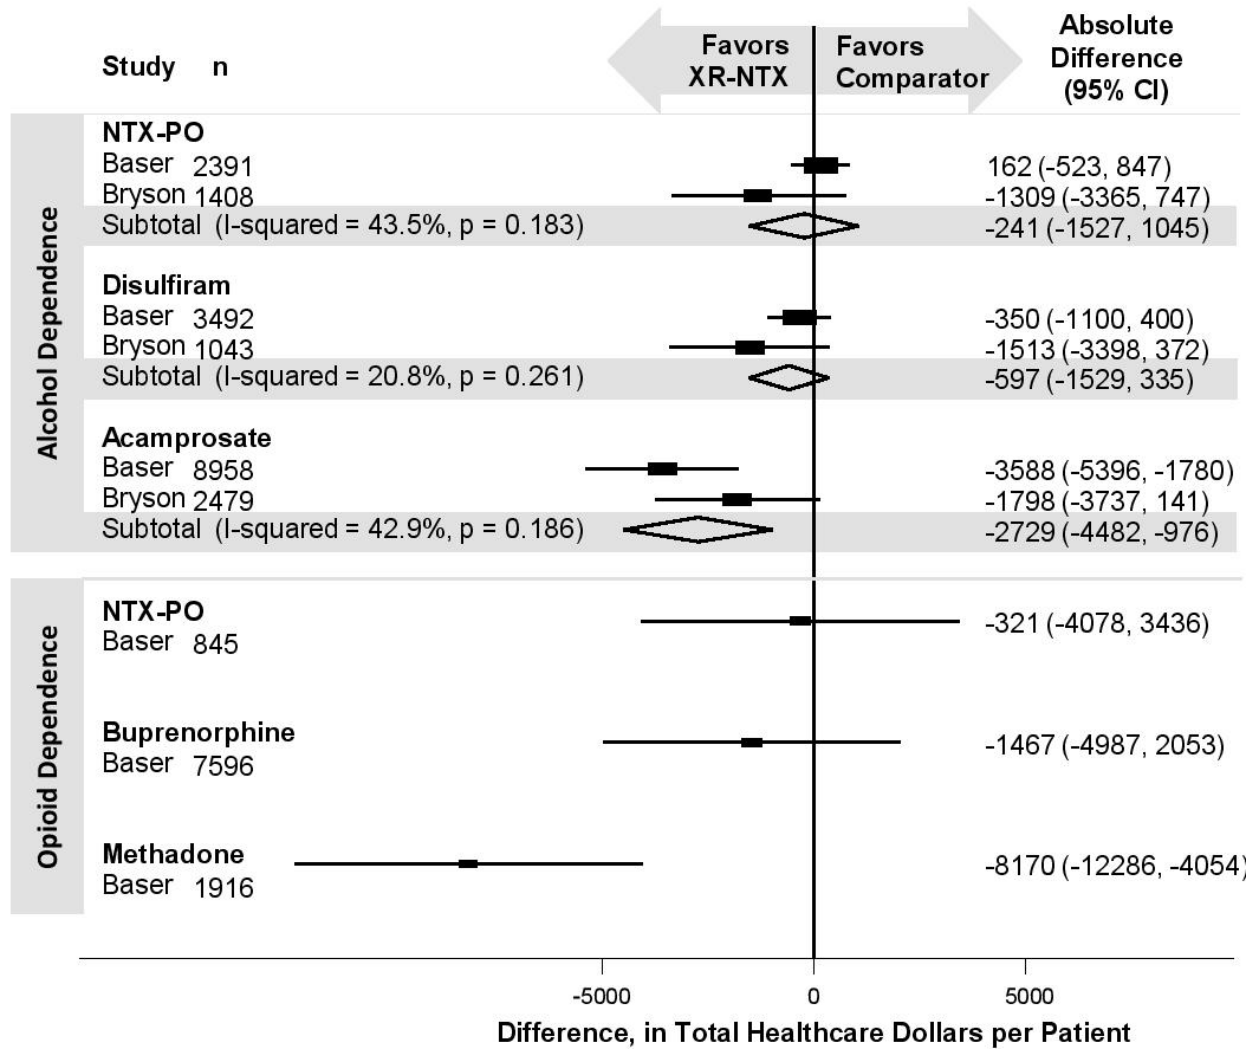 Study n
Favors XR-NTX
Favors Comparator
Absolute Difference (95% CI)
Alcohol Dependence
NTX-PO
Baser 2391 162 (-523, 847)
Bryson 1408 -1309 (-3365, 747)
Subtotal (I-squared = 43.5%, p = 0.183) -241 (-1527, 1045)
Disulfiram
Baser 3492 -350 (-1100, 400)
Bryson 1043 -1513 (-3398, 372)
Subtotal (I-squared = 20.8%, p = 0.261) -597 (-1529, 335)
Acamprosate
Baser 8958 -3588 (-5396, -1780)
Bryson 2479 -1798 (-3737, 141)
Subtotal (I-squared = 42.9%, p = 0.186) -2729 (-4482, -976)
Opioid Dependence
NTX-PO
Baser 845 -321 (-4078, 3436)
Buprenorphine
Baser 7596 -1467 (-4987, 2053)
Methadone
Baser 1916 -8170 (-12286, -4054)
-5000 0 5000
Difference, in Total Healthcare Dollars per Patient